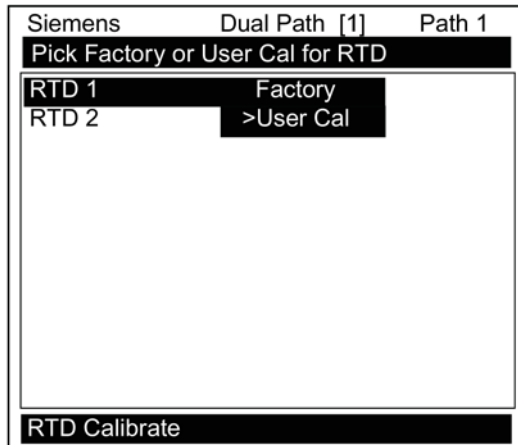 Siemens Dual Path [1] Path 1
Pick Factory or User Cal for RTD
RTD 1 Factory
RTD 2 >User Cal
RTD Calibrate